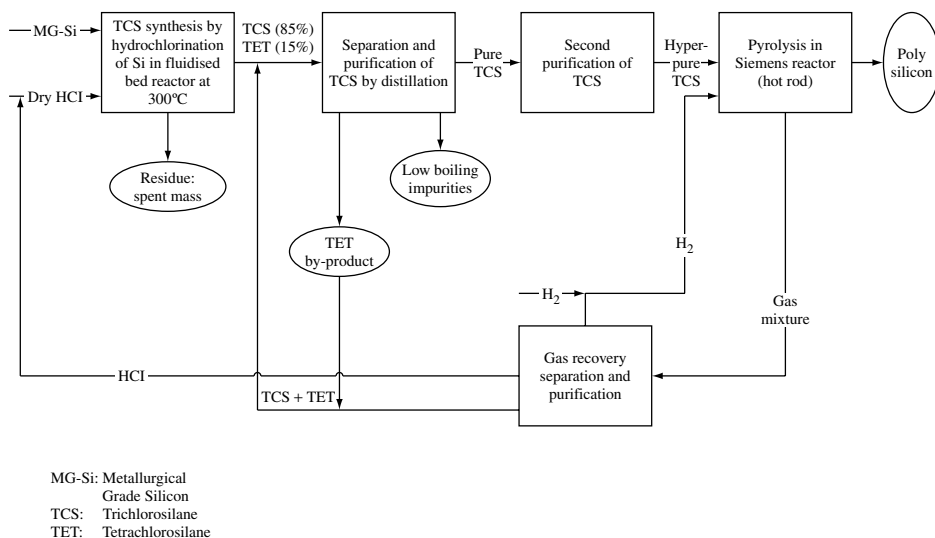 MG-Si
Dry HCl
TCS synthesis by
hydrochlorination
of Si in fluidised
bed reactor at
300ºC
TCS (85%)
TET (15%)
Separation and
purification of
TCS by distillation
Pure
TCS
Second
purification of
TCS
Hyper-
pure
TCS
Pyrolysis in
Siemens reactor
(hot rod)
Poly
silicon
Residue:
spent mass
Low boiling
impurities
TET
by-product
H2
H2
Gas
mixture
Gas recovery
separation and
purification
HCl
TCS + TET
MG-Si: Metallurgical
Grade Silicon
TCS: Trichlorosilane
TET: Tetrachlorosilane